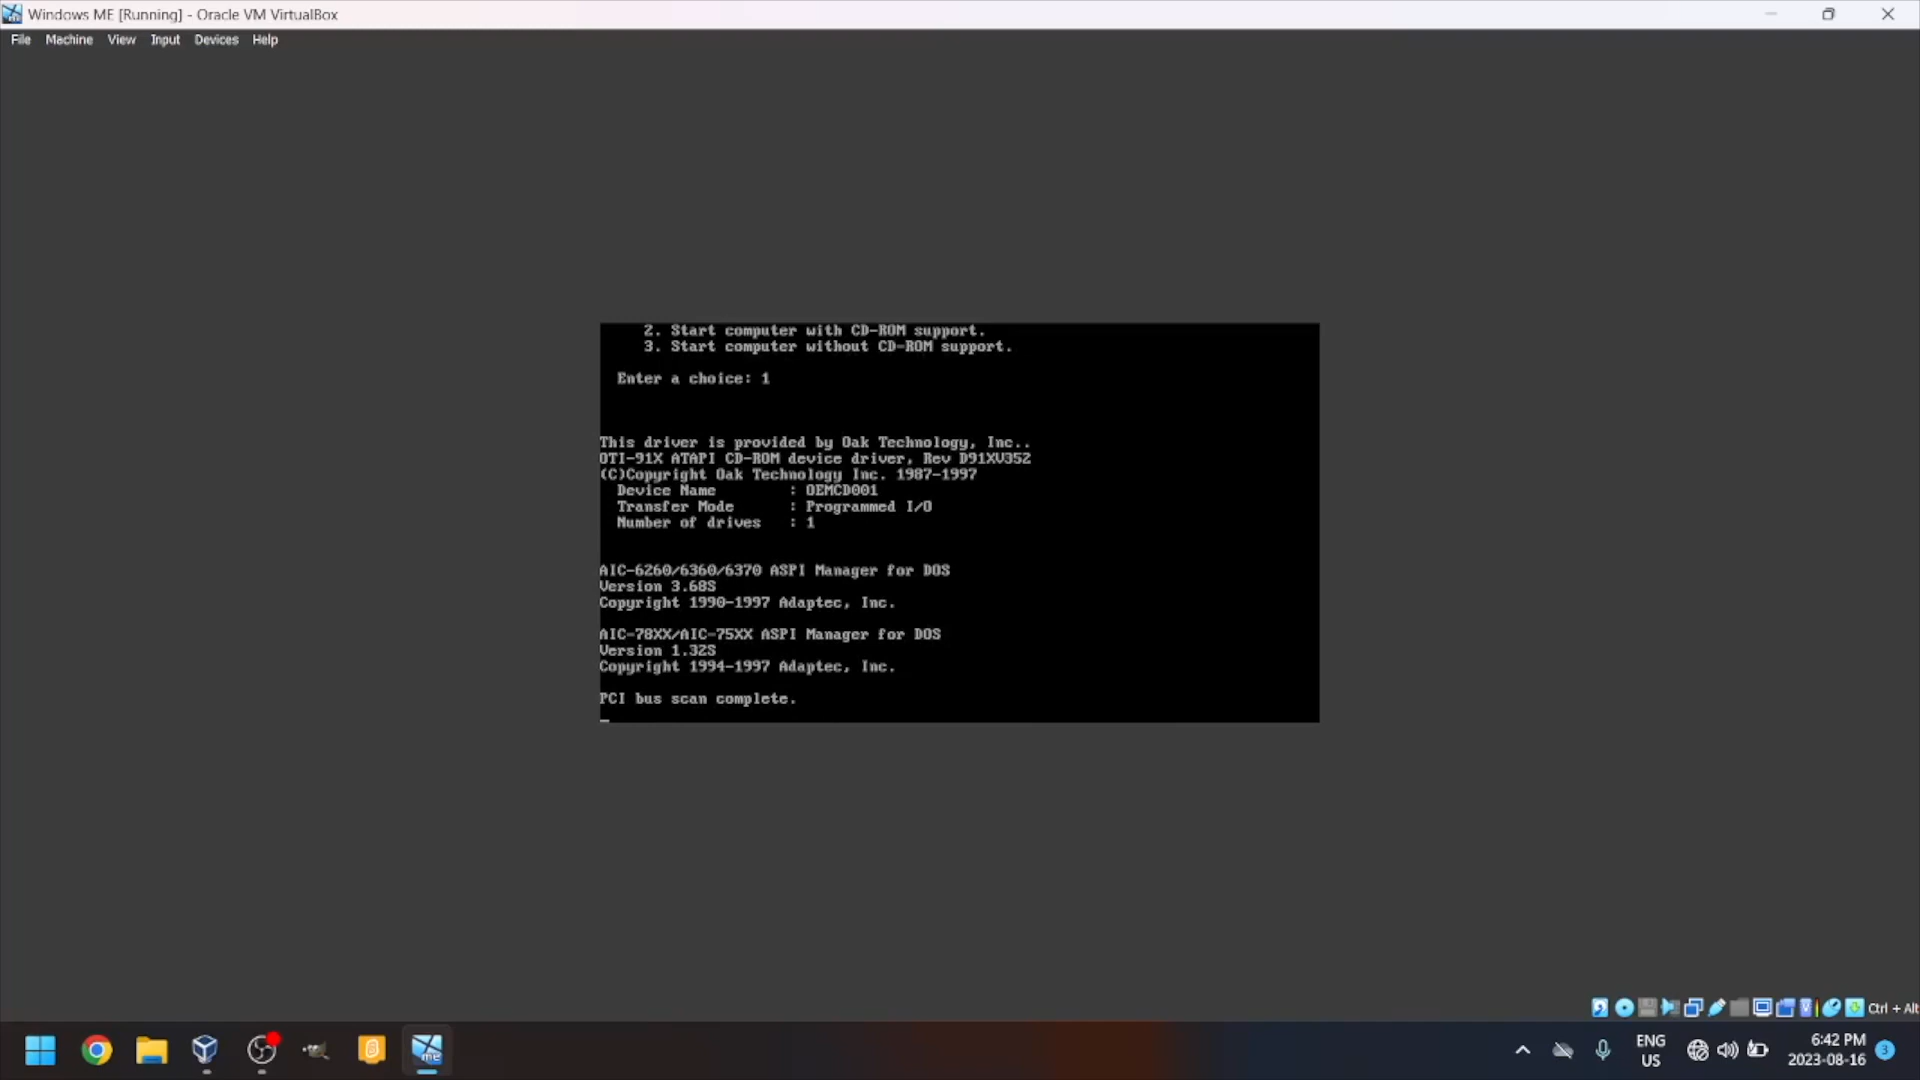 Windows ME [Running] - Oracle VM VirtualBox
File Machine View Input Devices Help
2. Start computer with CD-ROM support.
3. Start computer without CD-ROM support.
Enter a choice: 1
This driver is provided by Oak Technology, Inc..
OTI-91X ATAPI CD-ROM device driver, Rev D91XV352
(C)Copyright Oak Technology Inc. 1987-1997
Device Name : OEMCD001
Transfer Mode : Programmed I/O
Number of drives : 1
AIC-6260/6360/6370 ASPI Manager for DOS
Version 3.68S
Copyright 1990-1997 Adaptec, Inc.
AIC-78XX/AIC-75XX ASPI Manager for DOS
Version 1.32S
Copyright 1994-1997 Adaptec, Inc.
PCI bus scan complete.
Ctrl + Alt
me
ENG
US
6:42 PM
2023-08-16
3